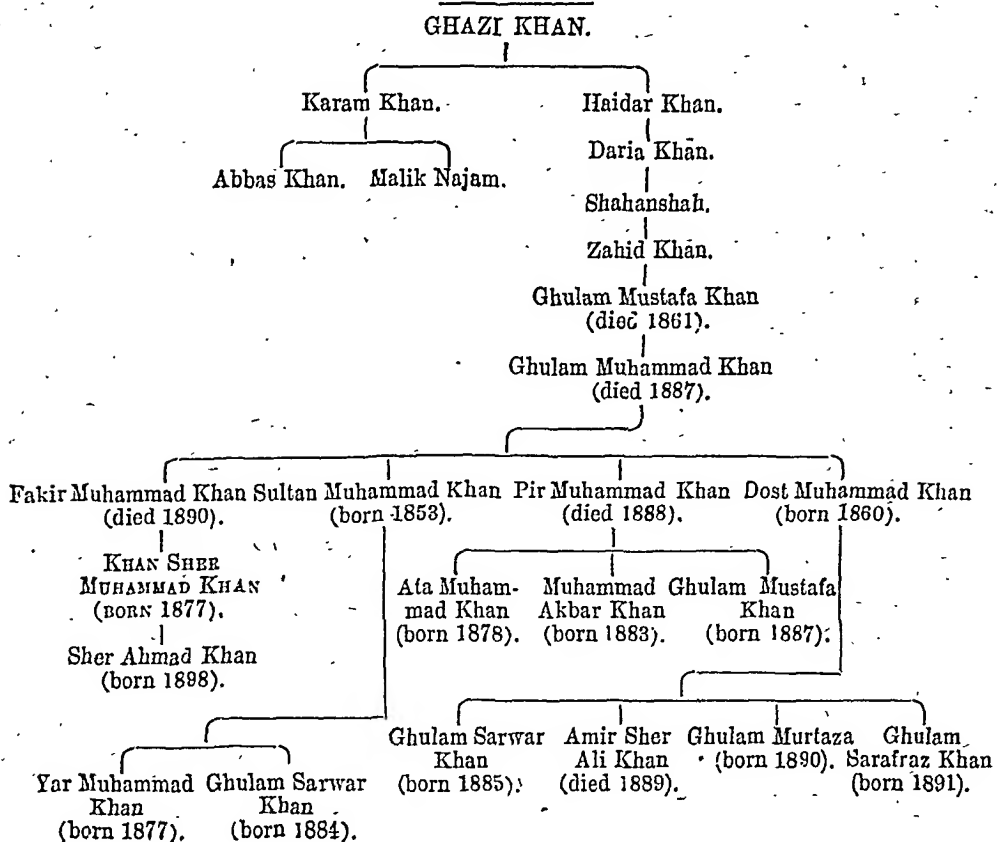 GHAZI KHAN.
Karam Khan. Haidar Khan.
Abbas Khan. Malik Najam.
Daria Khān.
Shahanshah.
Zahid Khān.
Ghulam Mustafa Khan
(died 1861).
Ghulam Muhammad Khan
(died 1887).
Fakir Muhammad Khan Sultan Muhammad Khan Pir Muhammad Khan Dost Muhammad Khan
(died 1890). (born 1853). (died 1888). (born 1860).
KHAN SHER
MUHAMMAD KHAN
(BORN 1877).
Sher Ahmad Khan
(born 1898).
Ata Muham- Muhammad Ghulam Mustafa
mad Khan Akbar Khan Khan
(born 1878). (born 1883). (born 1887).
Ghulam Sarwar Amir Sher Ghulam Murtaza Ghulam
Khan Ali Khan (born 1890). Sarafraz Khan
(born 1885). (died 1889). (born 1891).
Yar Muhammad Ghulam Sarwar
Khan Khan
(born 1877). (born 1884).